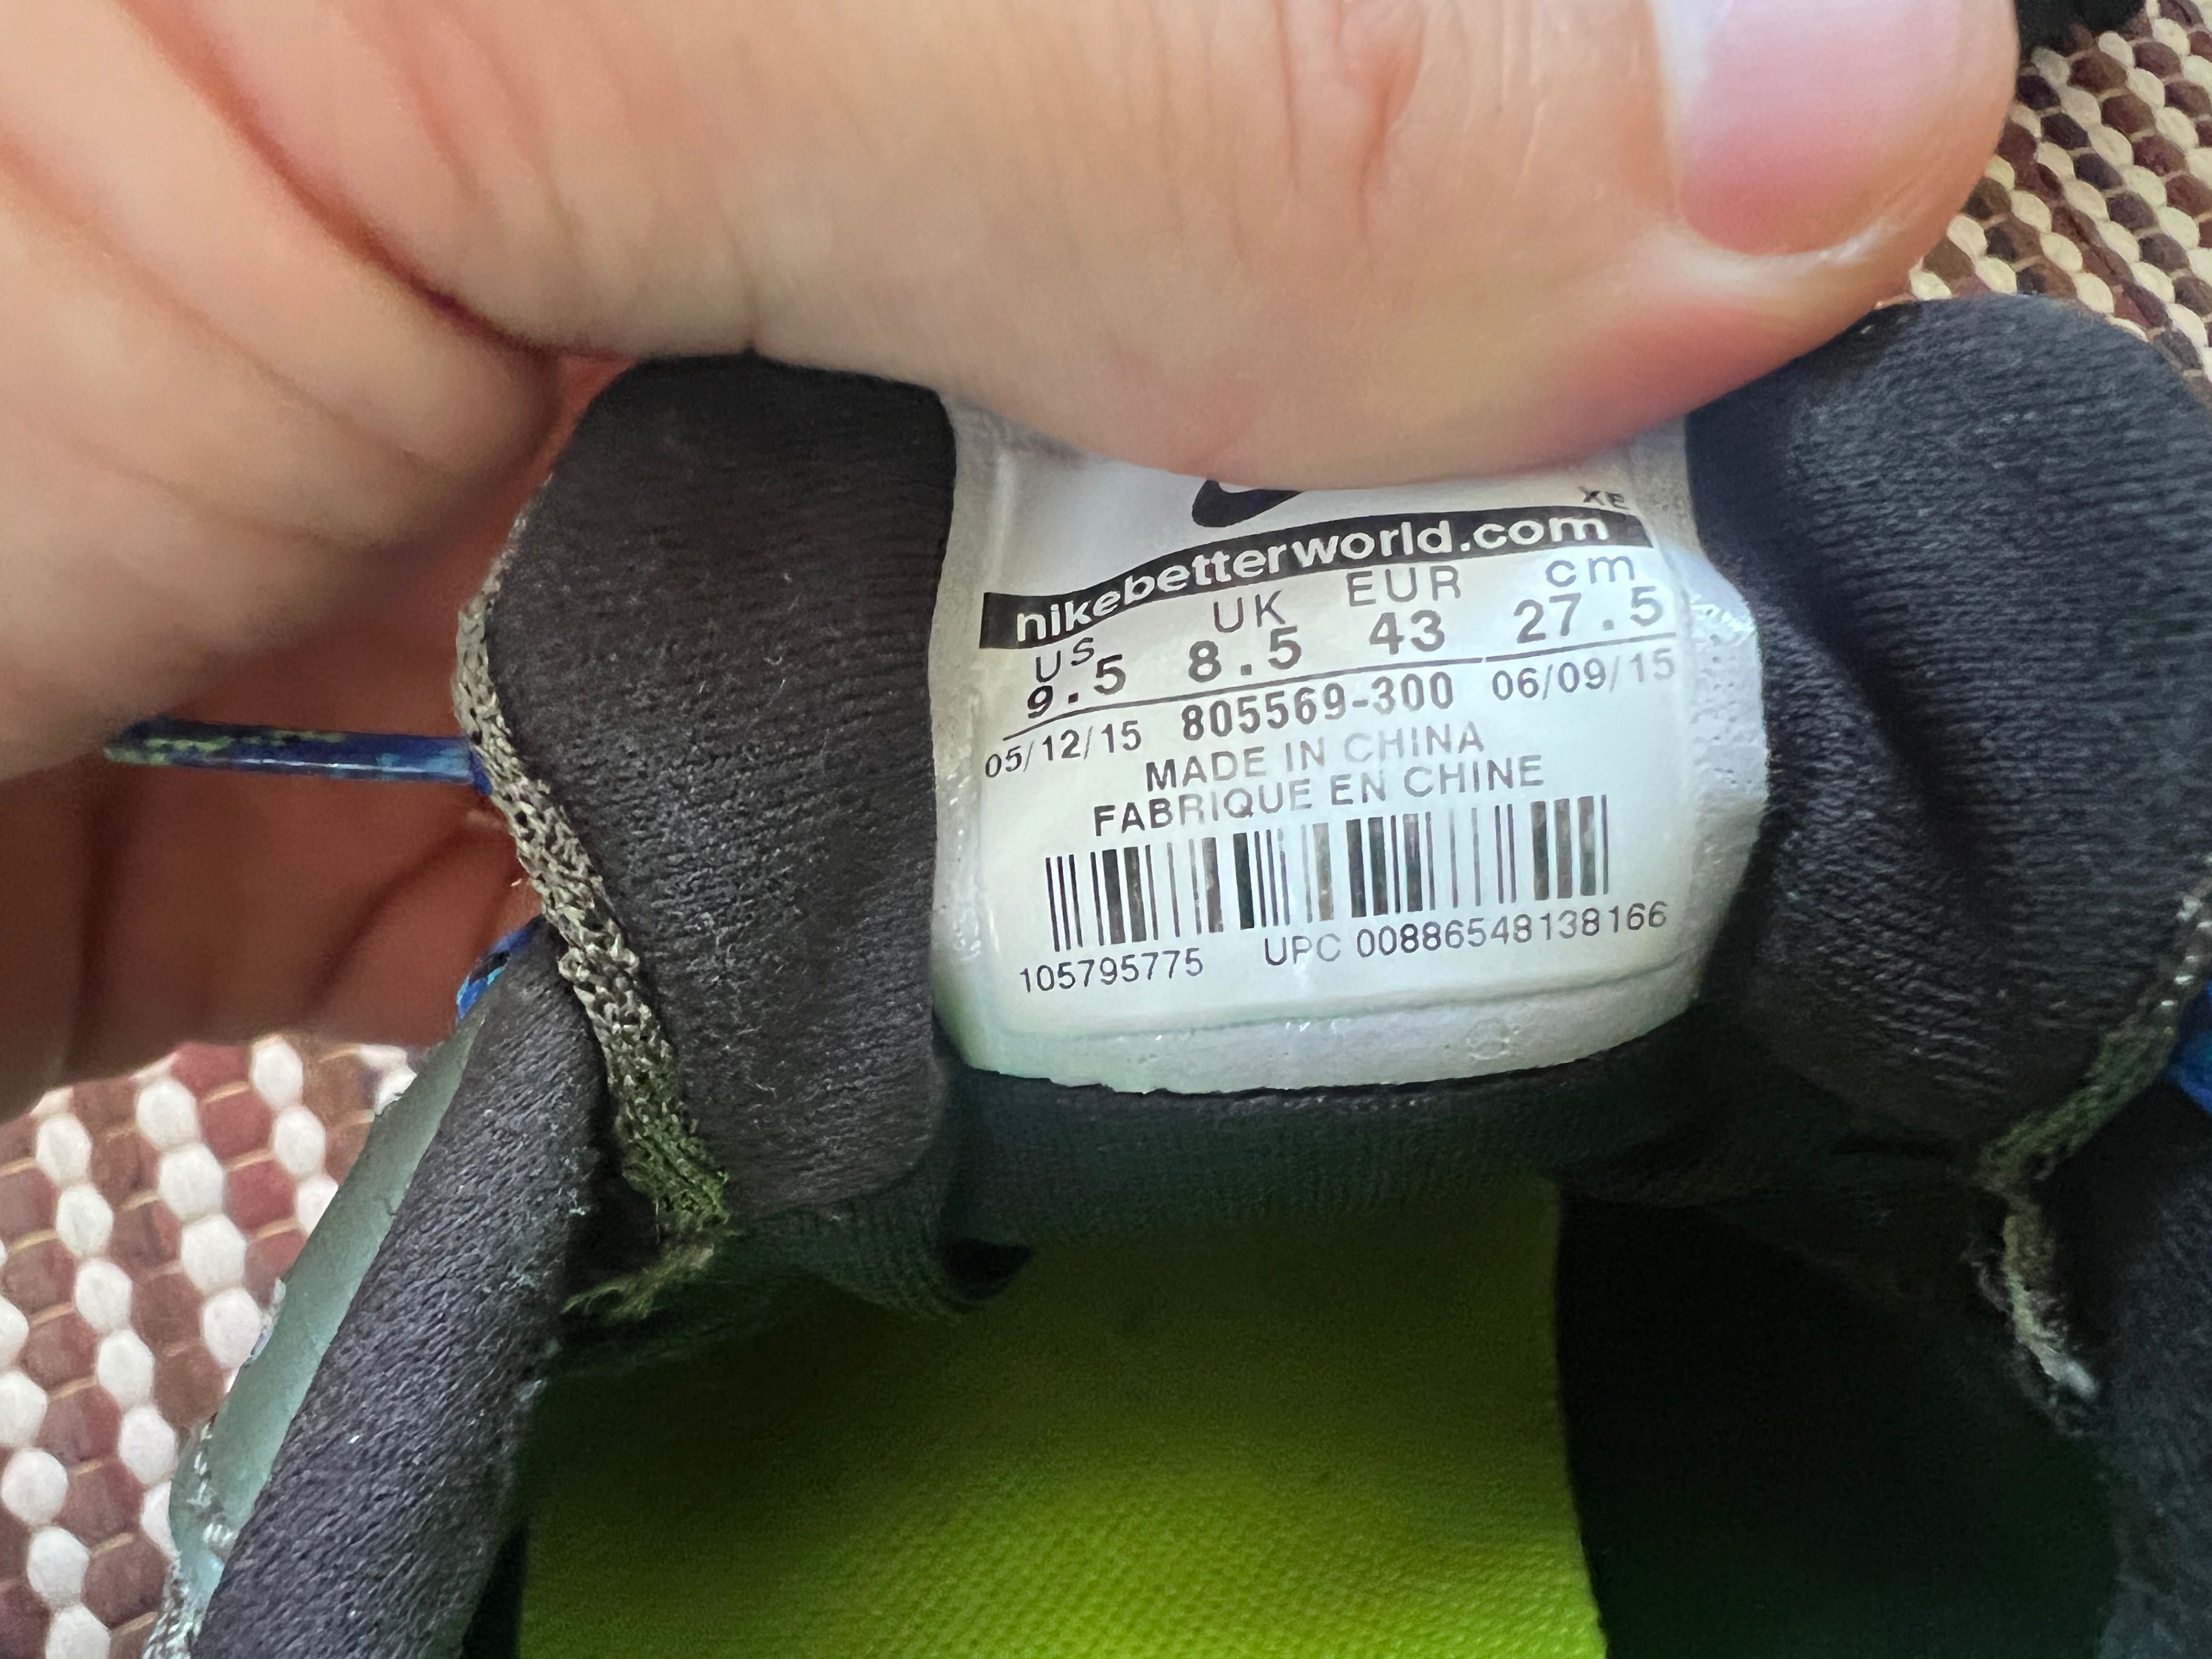 XE
nikebetterworld.com
US UK EUR cm
9.5 8.5 43 27.5
05/12/15 805569-300 06/09/15
MADE IN CHINA
FABRIQUE EN CHINE
105795775 UPC 00886548138166